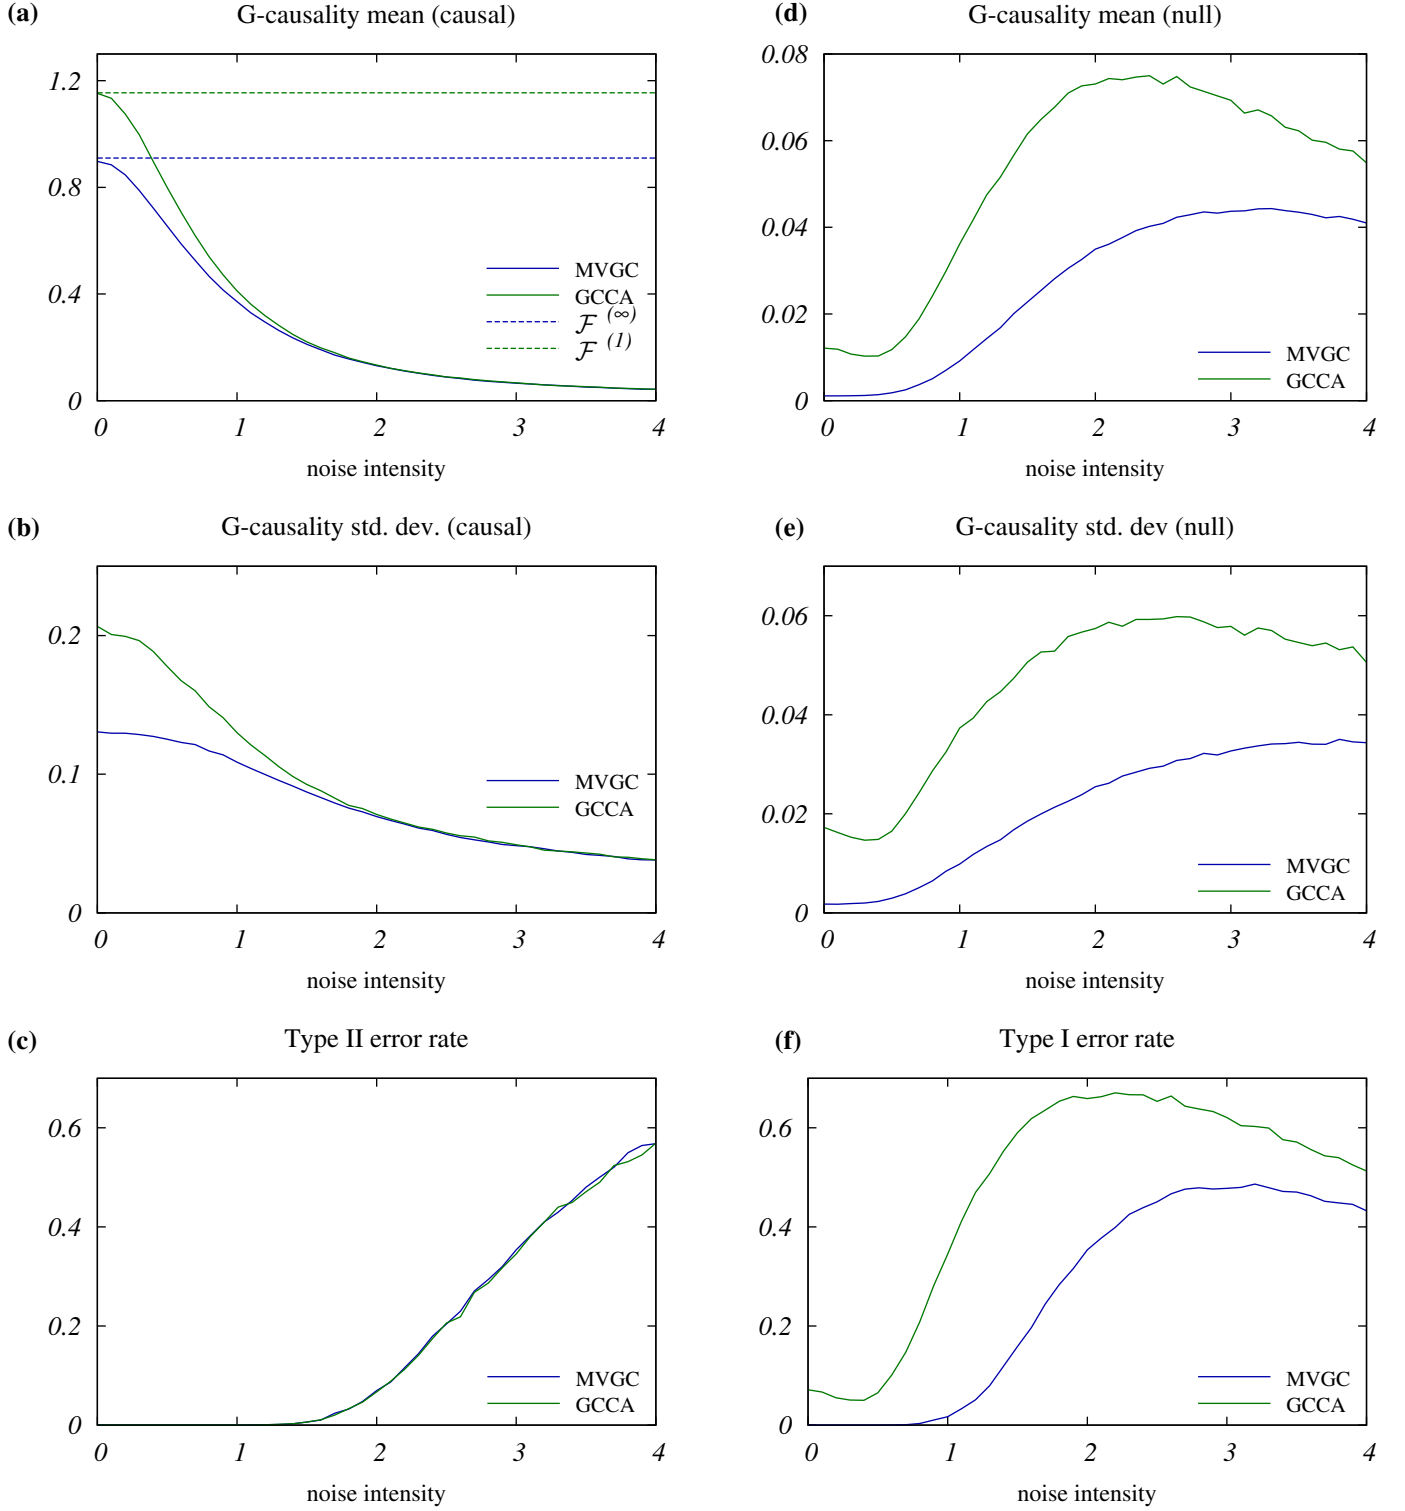 (a)
G-causality mean (causal)
1.2
0.8
0.4
0
MVGC
GCCA
ℱ (∞)
ℱ (1)
0 1 2 3 4
noise intensity
(b)
G-causality std. dev. (causal)
0.2
0.1
0
MVGC
GCCA
0 1 2 3 4
noise intensity
(c)
Type II error rate
0.6
0.4
0.2
0
MVGC
GCCA
0 1 2 3 4
noise intensity
(d)
G-causality mean (null)
0.08
0.06
0.04
0.02
0
MVGC
GCCA
0 1 2 3 4
noise intensity
(e)
G-causality std. dev (null)
0.06
0.04
0.02
0
MVGC
GCCA
0 1 2 3 4
noise intensity
(f)
Type I error rate
0.6
0.4
0.2
0
MVGC
GCCA
0 1 2 3 4
noise intensity